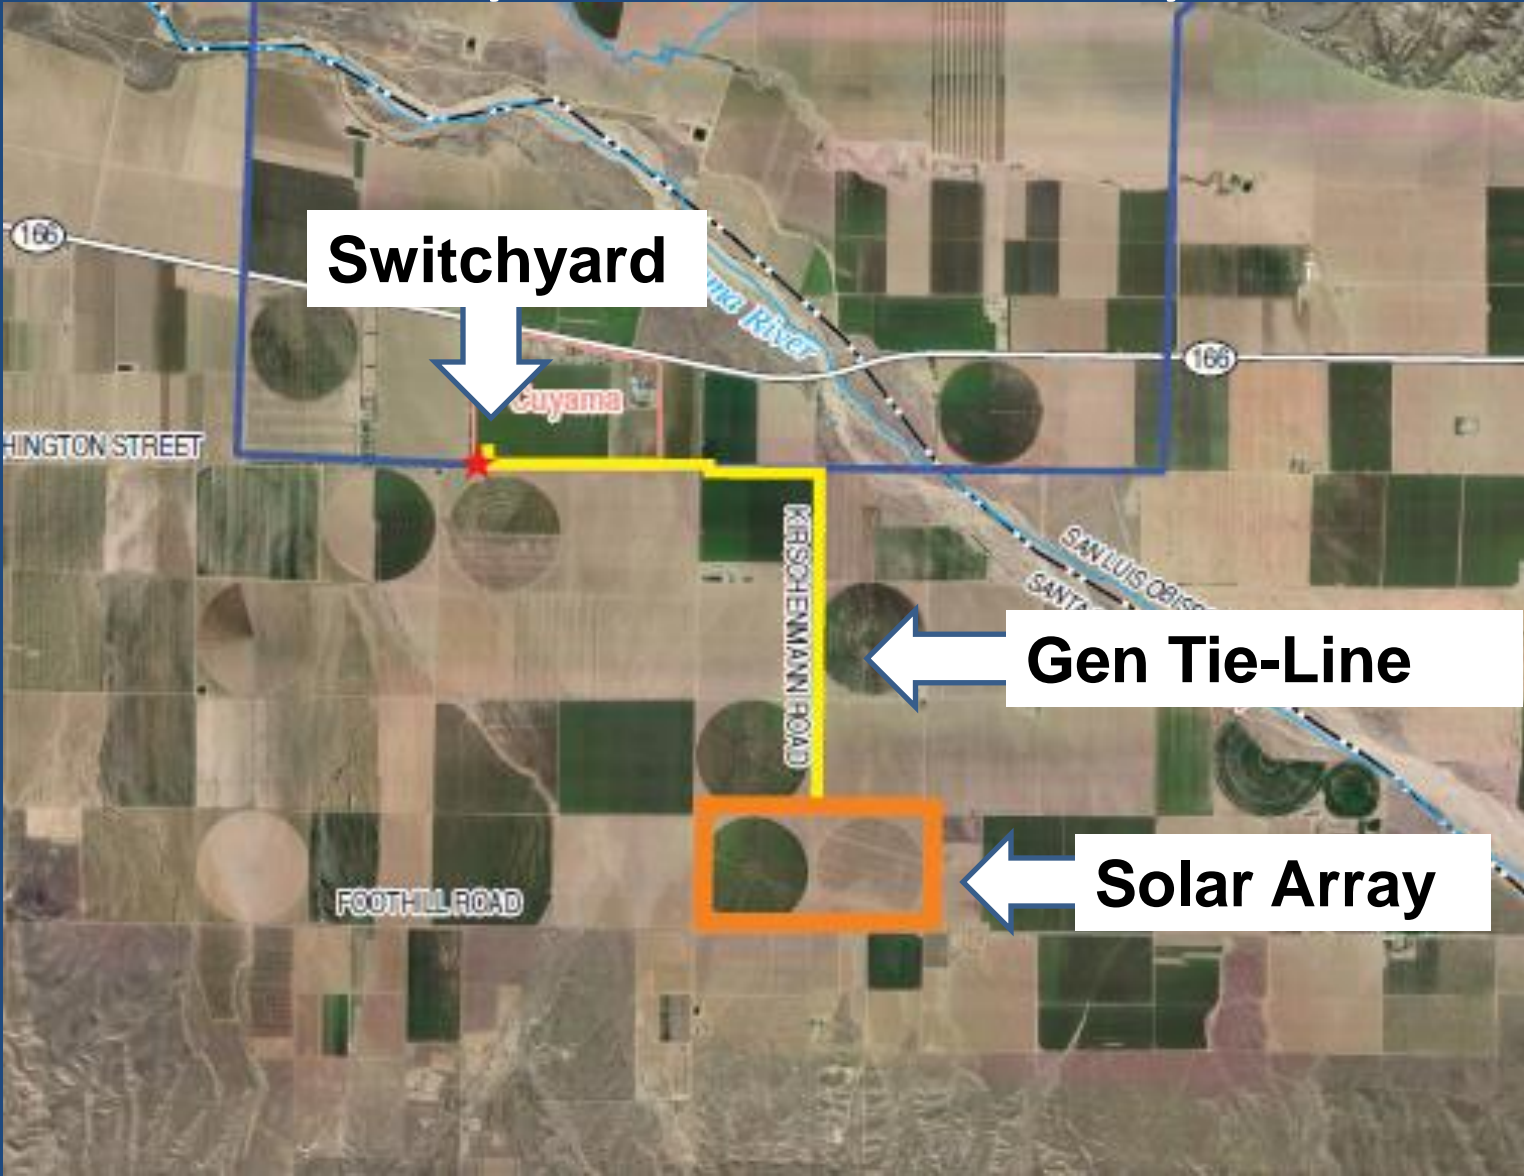 166
Switchyard
River
166
Cuyama
HINGTON STREET
KIRSCHENMANN ROAD
SAN LUIS
SANTA
Gen Tie-Line
Solar Array
FOOTHILL ROAD